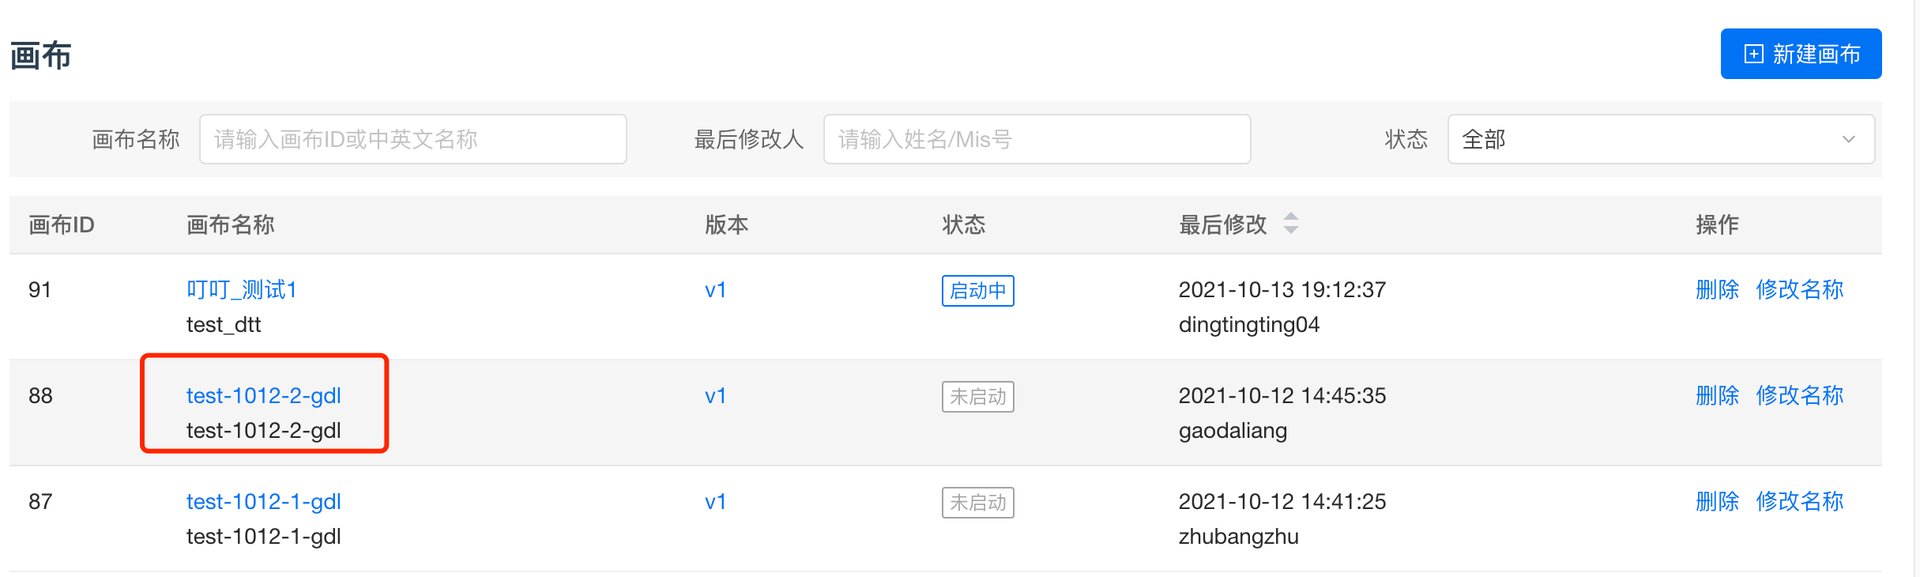 画布
新建画布
画布名称 请输入画布ID或中英文名称 最后修改人 请输入姓名/Mis号 状态 全部
画布ID 画布名称 版本 状态 最后修改 操作
91 叮叮_测试1 v1 启动中 2021-10-13 19:12:37 删除 修改名称
test_dtt dingtingting04
88 test-1012-2-gdl v1 未启动 2021-10-12 14:45:35 删除 修改名称
test-1012-2-gdl gaodaliang
87 test-1012-1-gdl v1 未启动 2021-10-12 14:41:25 删除 修改名称
test-1012-1-gdl zhubangzhu